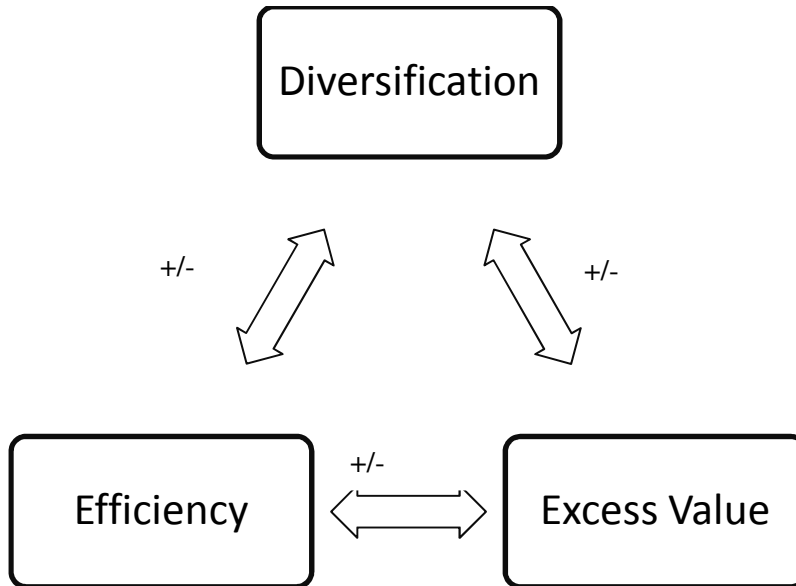 Diversification
+/-
+/-
+/-
Efficiency
Excess Value